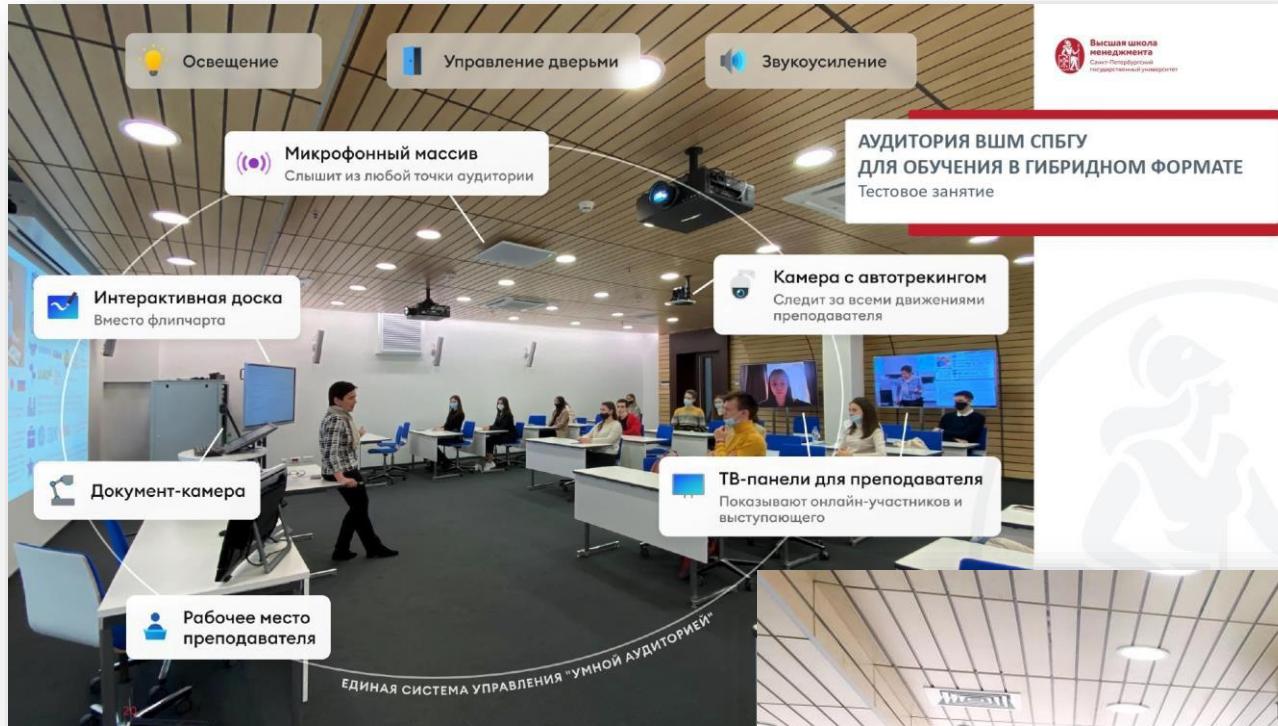 Освещение
Управление дверьми
Звукоусиление
Высшая школа
менеджмента
Санкт-Петербургский
государственный университет
АУДИТОРИЯ ВШМ СПБГУ
ДЛЯ ОБУЧЕНИЯ В ГИБРИДНОМ ФОРМАТЕ
Тестовое занятие
Микрофонный массив
Слышит из любой точки аудитории
Интерактивная доска
Вместо флипчарта
Камера с автотрекингом
Следит за всеми движениями
преподавателя
Документ-камера
ТВ-панели для преподавателя
Показывают онлайн-участников и
выступающего
Рабочее место
преподавателя
ЕДИНАЯ СИСТЕМА УПРАВЛЕНИЯ "УМНОЙ АУДИТОРИЕЙ"
20